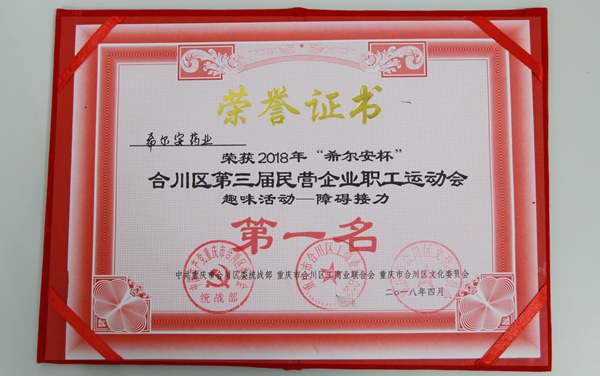 荣誉证书
希尔安药业
荣获2018年“希尔安杯”
合川区第三届民营企业职工运动会
趣味活动—障碍接力
第一名
中共重庆市合川区委统战部 重庆市合川区工商业联合会 重庆市合川区文化委员会
统战部
二〇一八年四月